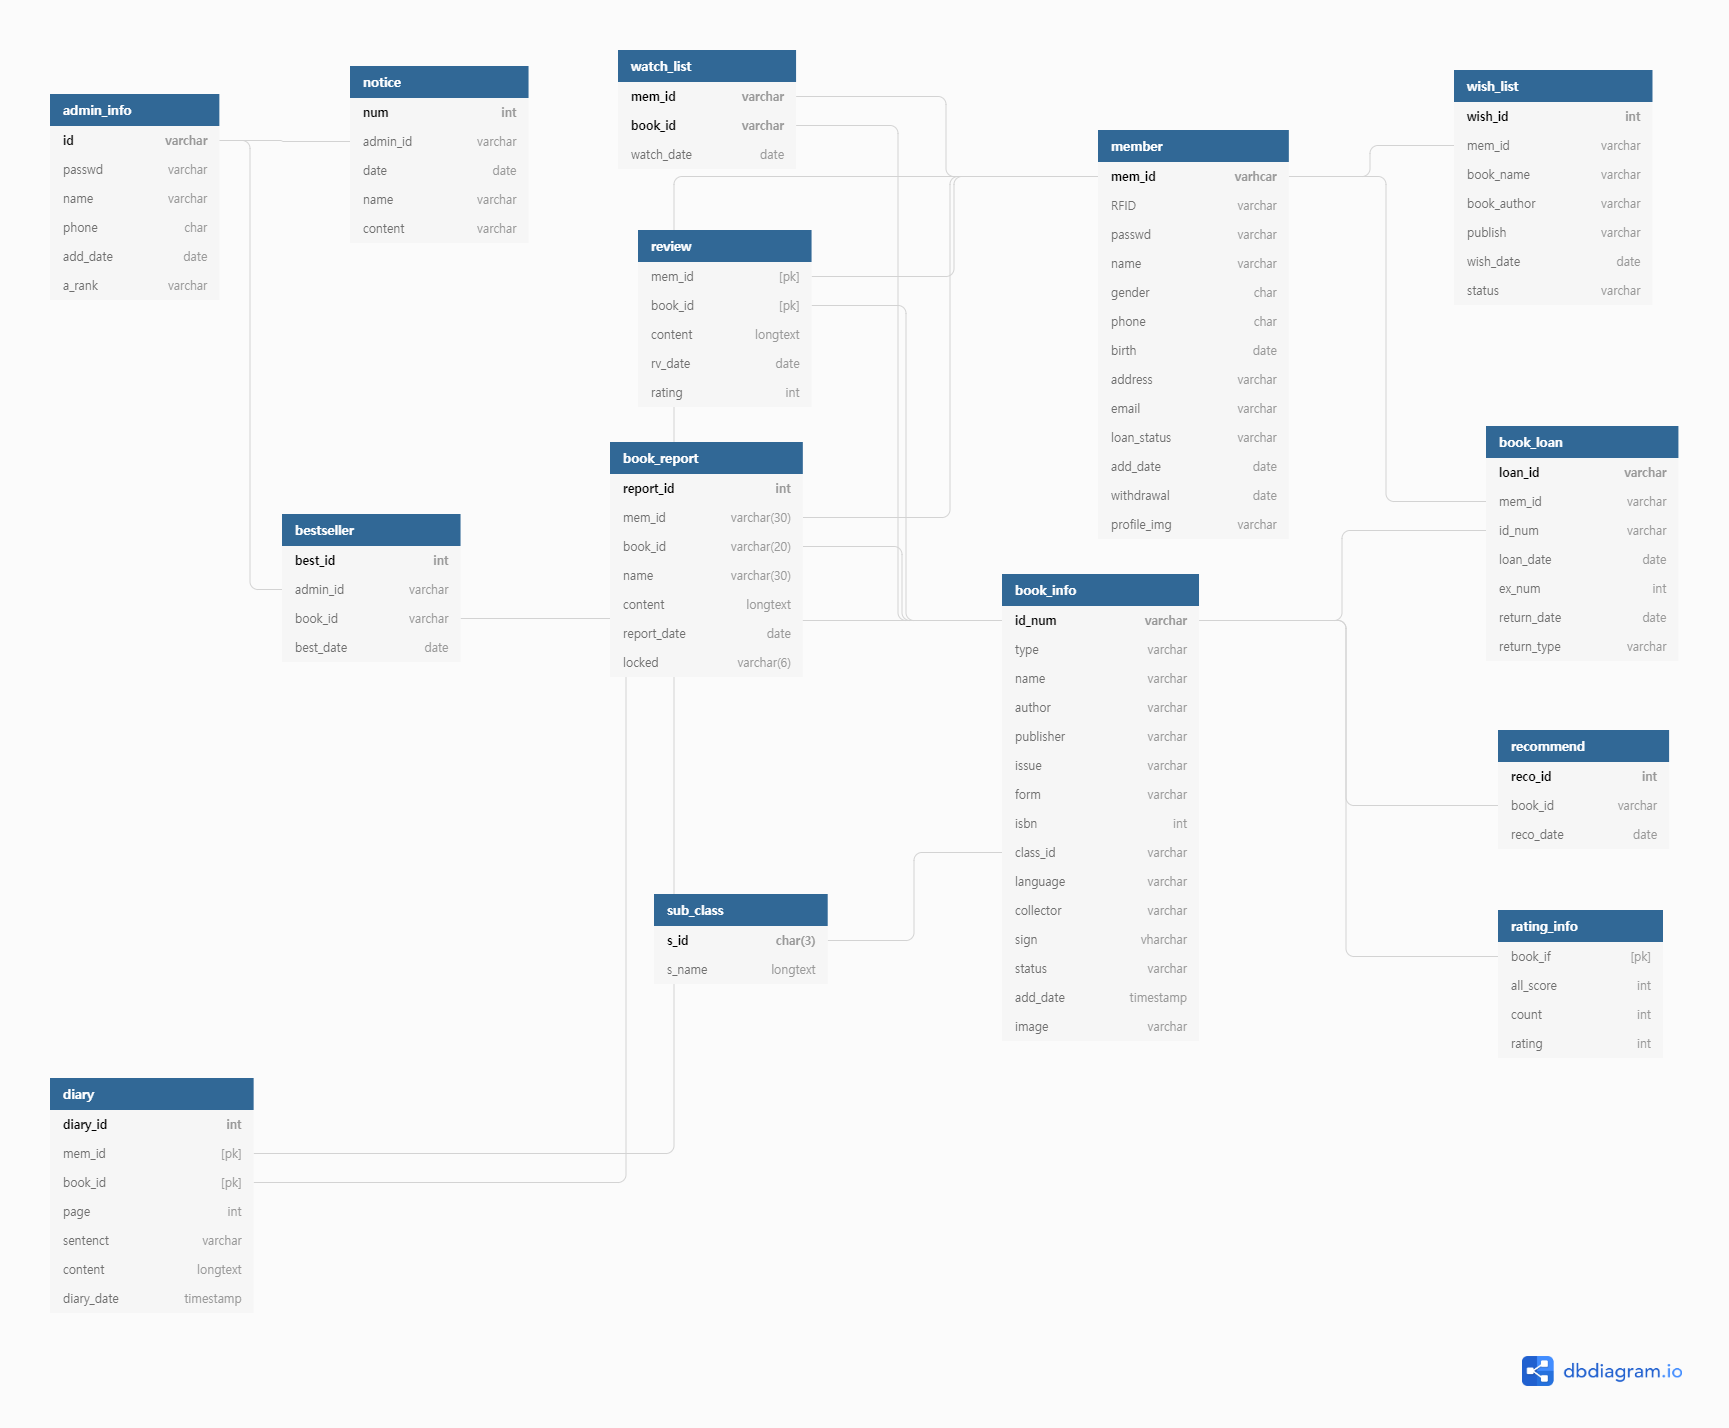 admin_info
id varchar
passwd varchar
name varchar
phone char
add_date date
a_rank varchar
notice
num int
admin_id varchar
date date
name varchar
content varchar
watch_list
mem_id varchar
book_id varchar
watch_date date
review
mem_id [pk]
book_id [pk]
content longtext
rv_date date
rating int
member
mem_id varhcar
RFID varchar
passwd varchar
name varchar
gender char
phone char
birth date
address varchar
email varchar
loan_status varchar
add_date date
withdrawal date
profile_img varchar
wish_list
wish_id int
mem_id varchar
book_name varchar
book_author varchar
publish varchar
wish_date date
status varchar
bestseller
best_id int
admin_id varchar
book_id varchar
best_date date
book_report
report_id int
mem_id varchar(30)
book_id varchar(20)
name varchar(30)
content longtext
report_date date
locked varchar(6)
book_info
id_num varchar
type varchar
name varchar
author varchar
publisher varchar
issue varchar
form varchar
isbn int
class_id varchar
language varchar
collector varchar
sign vharchar
status varchar
add_date timestamp
image varchar
book_loan
loan_id varchar
mem_id varchar
id_num varchar
loan_date date
ex_num int
return_date date
return_type varchar
recommend
reco_id int
book_id varchar
reco_date date
sub_class
s_id char(3)
s_name longtext
rating_info
book_if [pk]
all_score int
count int
rating int
diary
diary_id int
mem_id [pk]
book_id [pk]
page int
sentenct varchar
content longtext
diary_date timestamp
dbdiagram.io